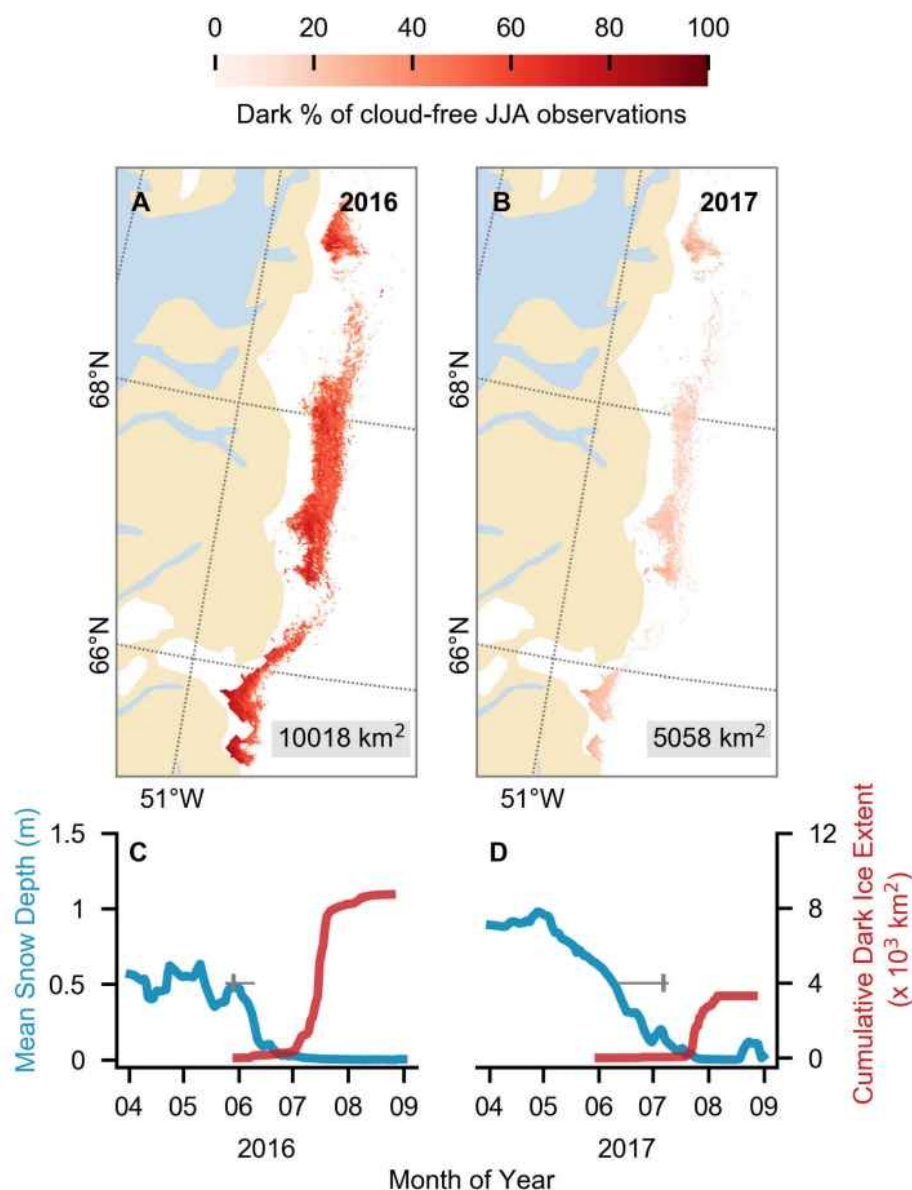 0 20 40 60 80 100
Dark % of cloud-free JJA observations
A 2016
B 2017
68°N
68°N
66°N
66°N
10018 km²
5058 km²
51°W
51°W
Mean Snow Depth (m)
1.5
1
0.5
0
C
D
12
8
4
0
Cumulative Dark Ice Extent
(x 10³ km²)
04 05 06 07 08 09
04 05 06 07 08 09
2016
2017
Month of Year